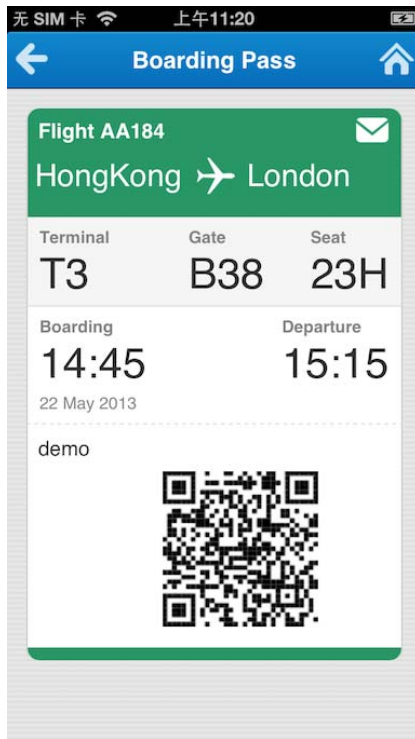 无 SIM 卡 上午11:20
Boarding Pass
Flight AA184
HongKong London
Terminal Gate Seat
T3 B38 23H
Boarding Departure
14:45 15:15
22 May 2013
demo